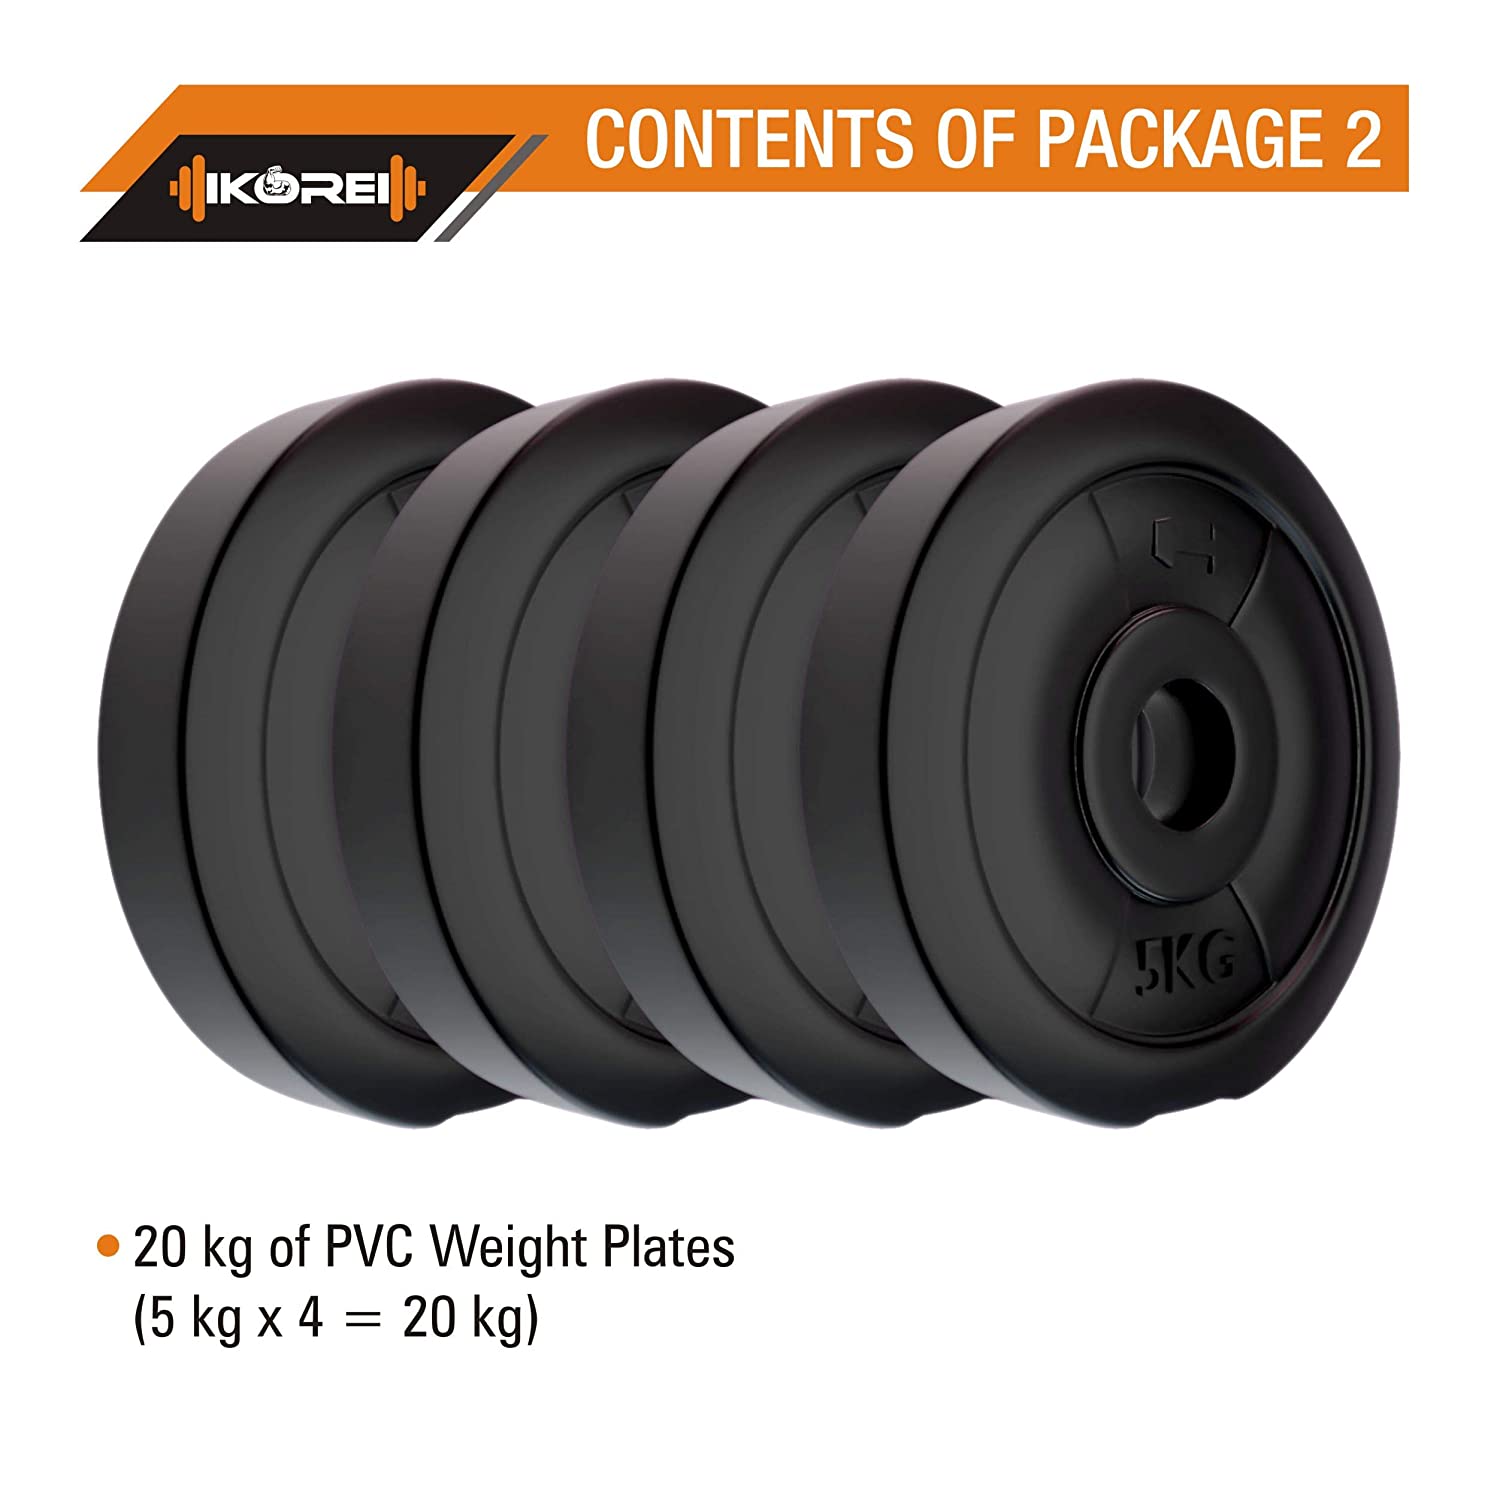 CONTENTS OF PACKAGE 2
IKOREI
5KG
• 20 kg of PVC Weight Plates
(5 kg x 4 = 20 kg)